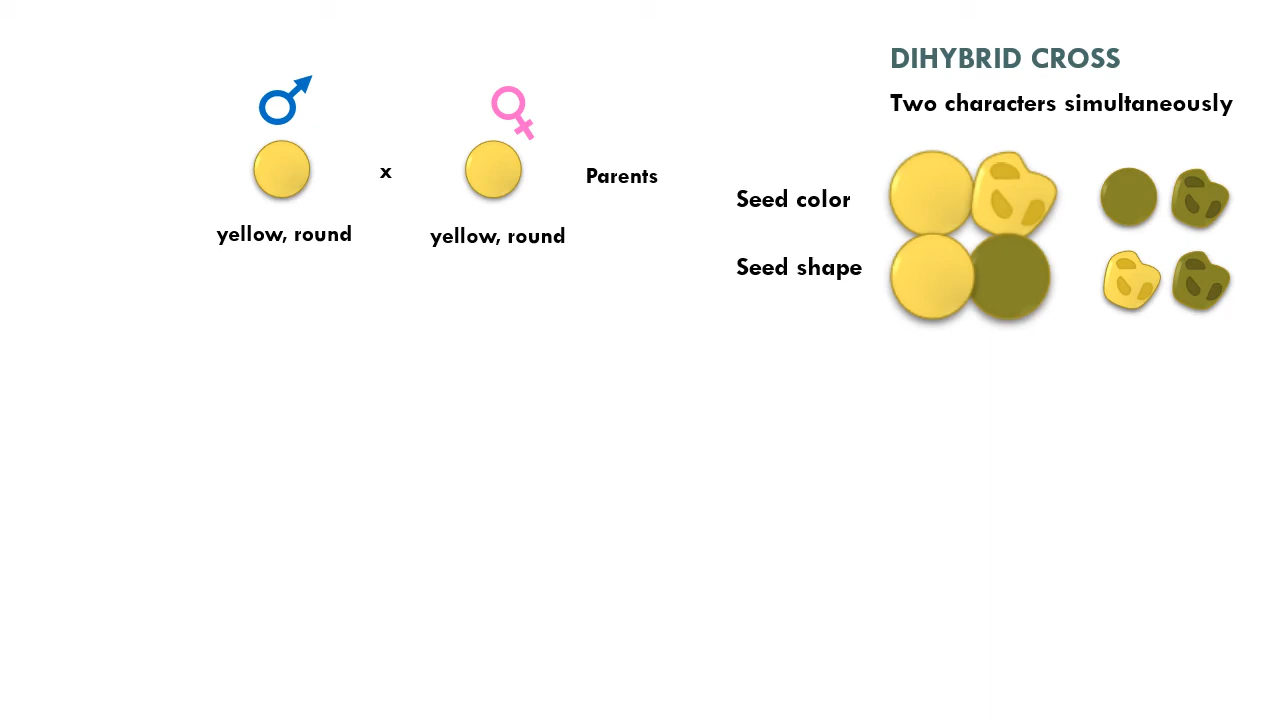 DIHYBRID CROSS
Two characters simultaneously
x
Parents
yellow, round
yellow, round
Seed color
Seed shape